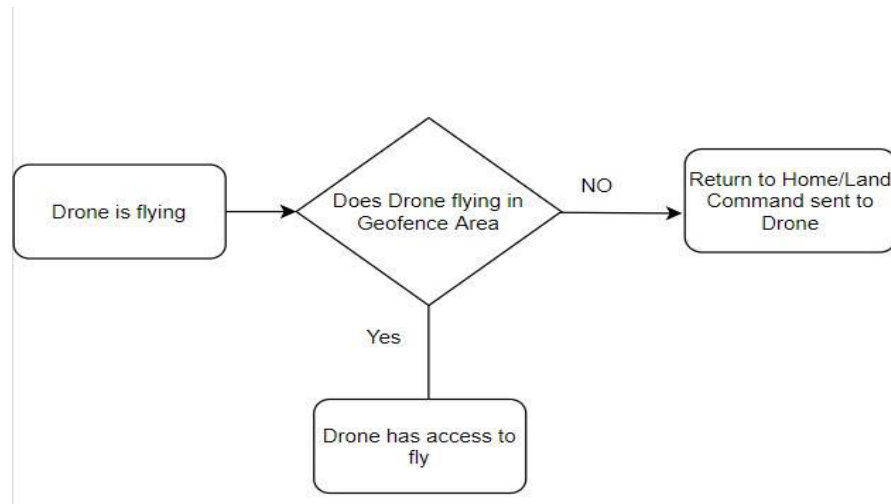 Drone is flying
Does Drone flying in
Geofence Area
NO
Return to Home/Land
Command sent to
Drone
Yes
Drone has access to
fly